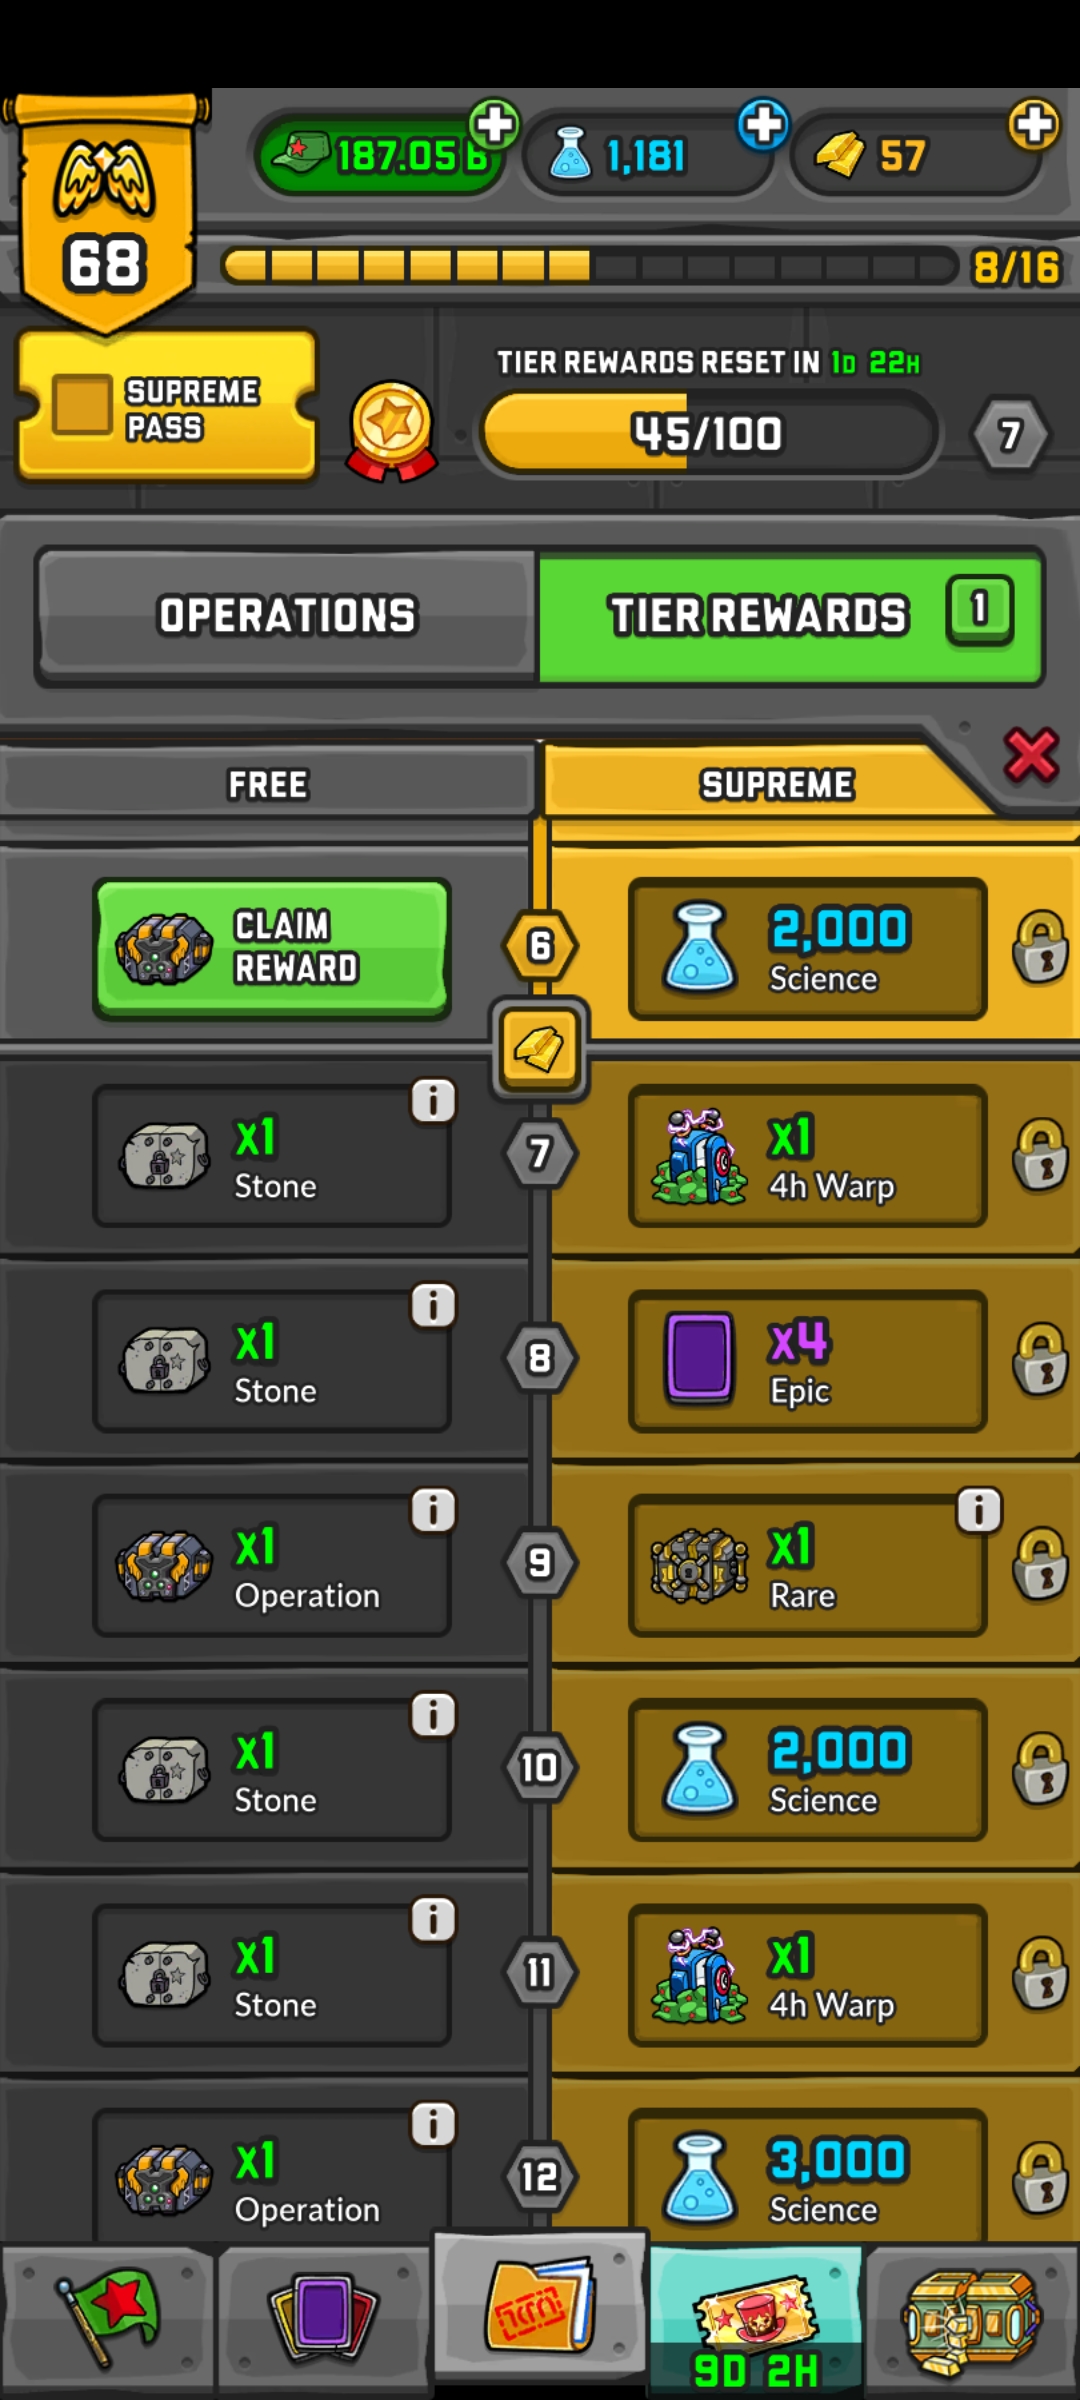 187.05 B
1,181
57
68
8/16
SUPREME
PASS
TIER REWARDS RESET IN 1D 22H
45/100
7
OPERATIONS
TIER REWARDS
1
FREE
SUPREME
CLAIM
REWARD
6
2,000
Science
x1
Stone
7
x1
4h Warp
x1
Stone
8
x4
Epic
x1
Operation
9
x1
Rare
x1
Stone
10
2,000
Science
x1
Stone
11
x1
4h Warp
x1
Operation
12
3,000
Science
9D 2H